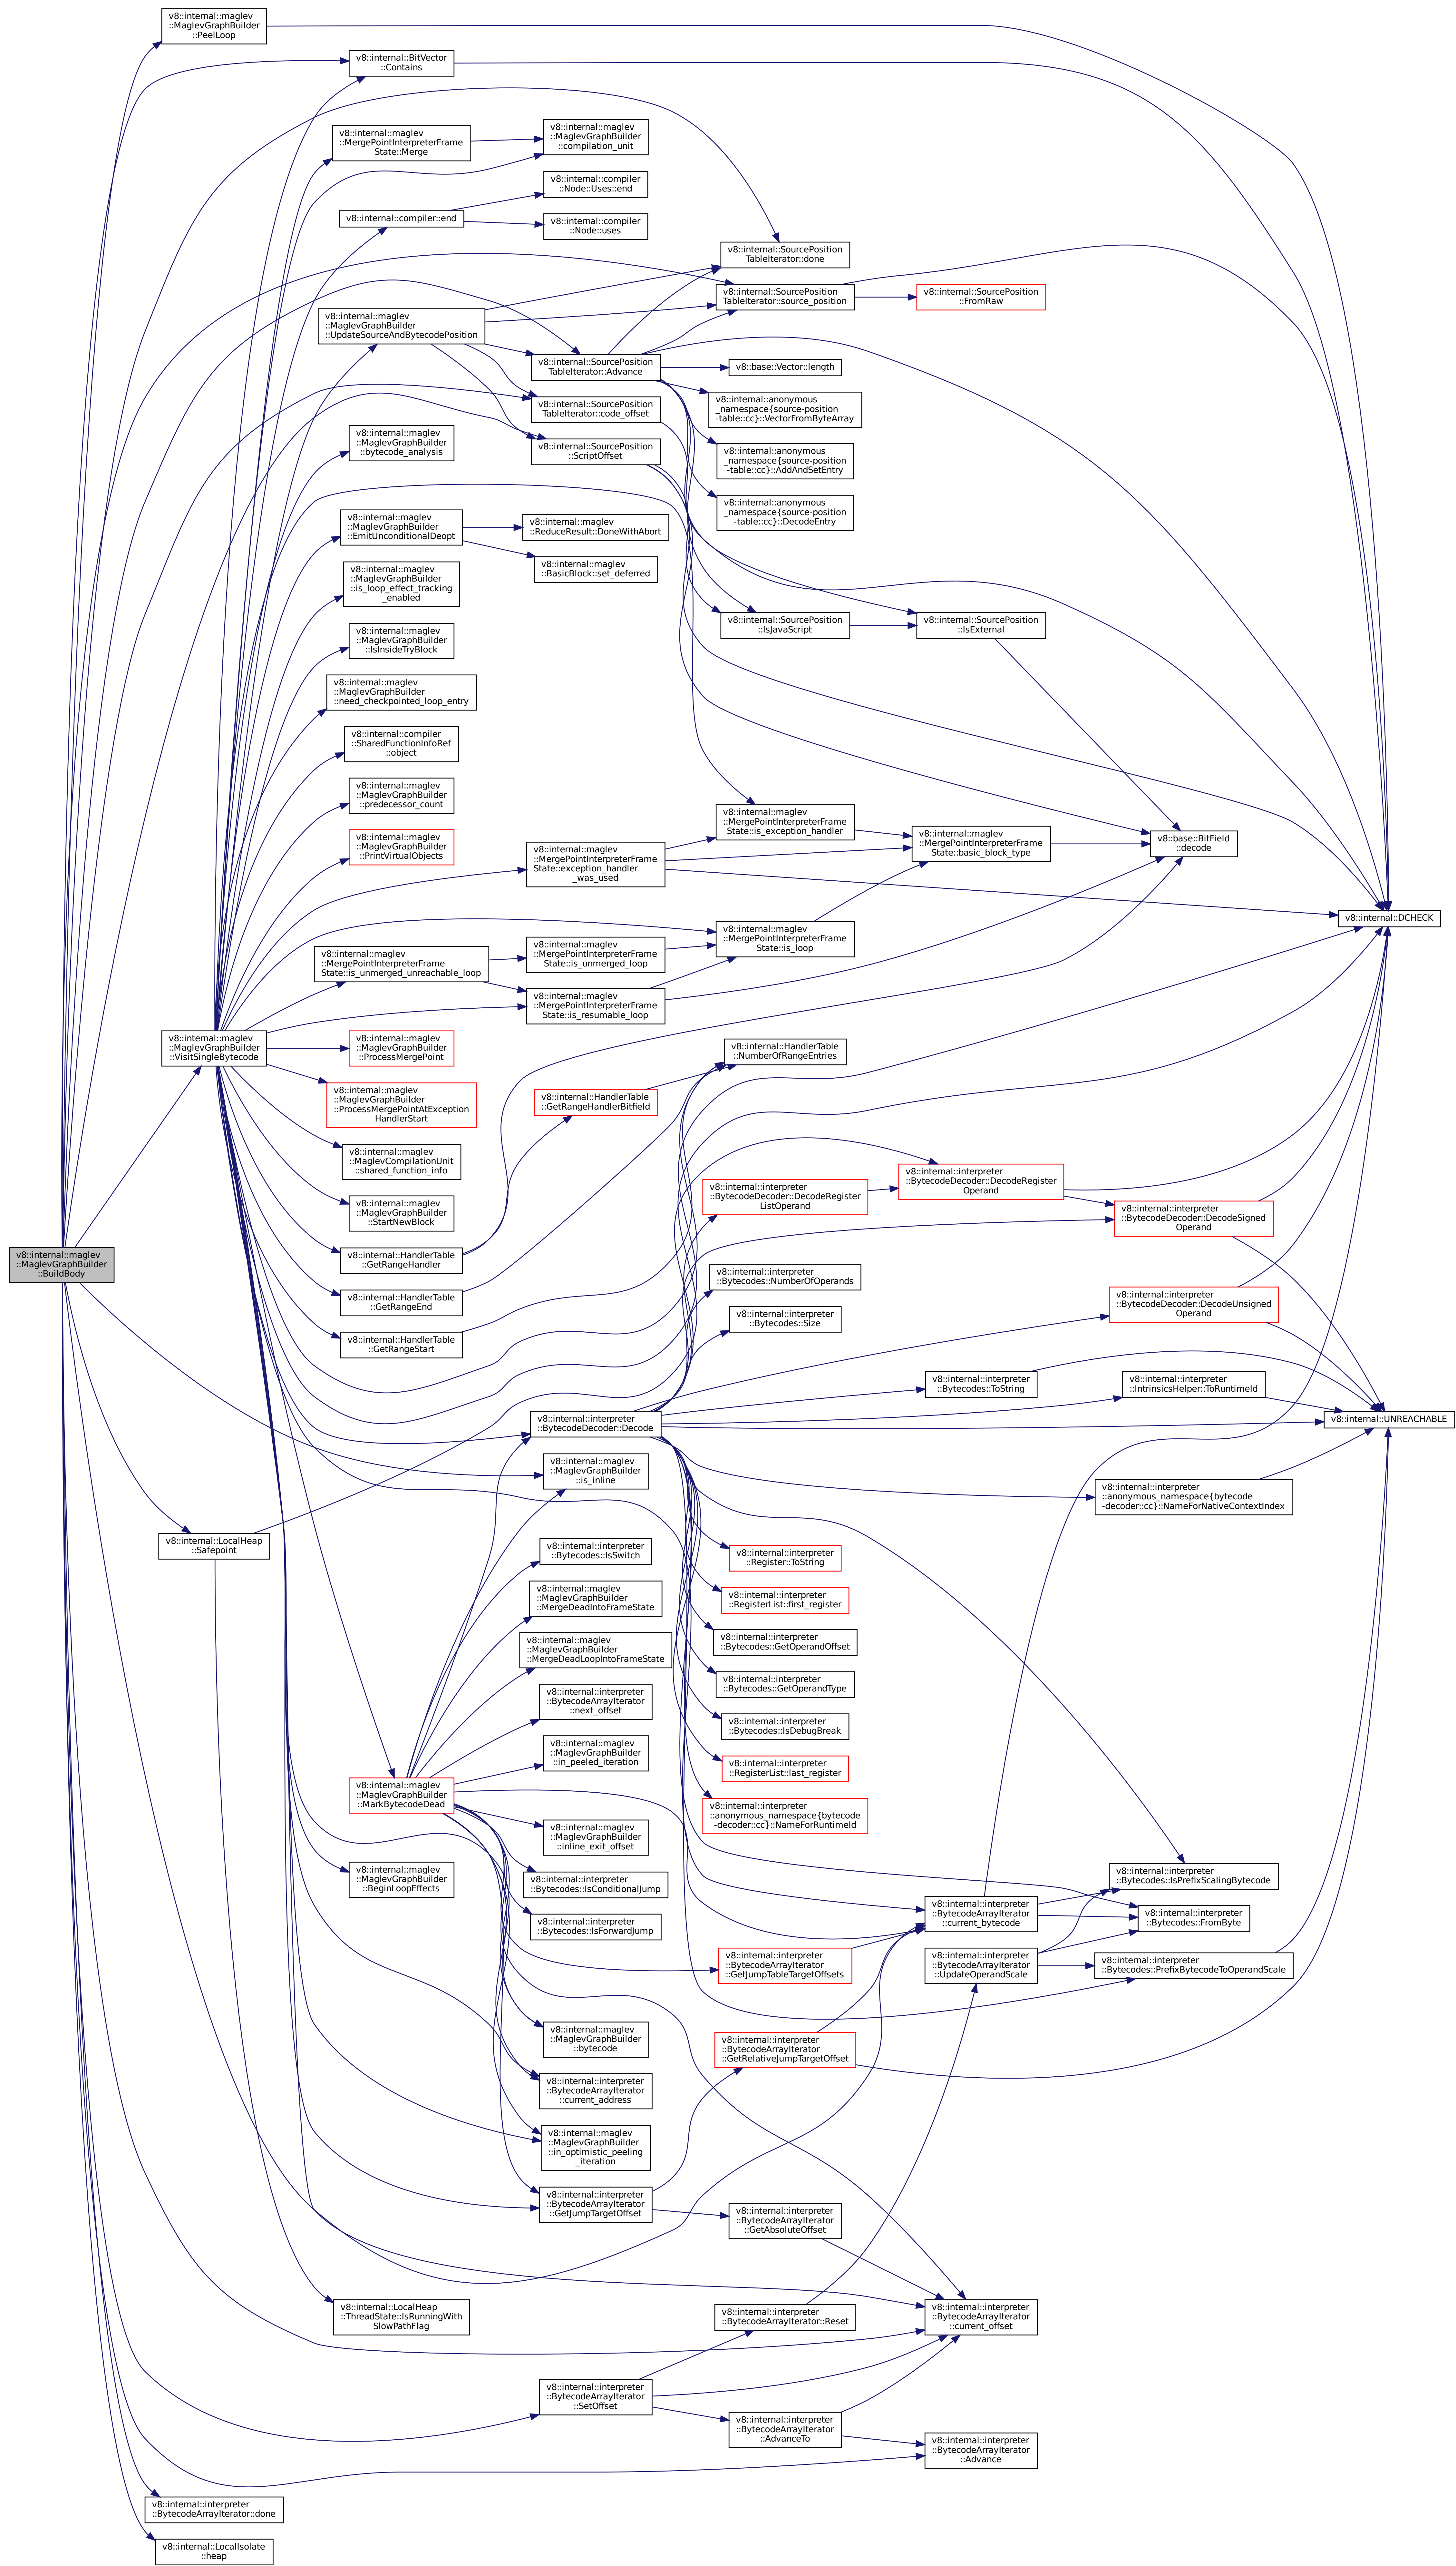 v8::internal::maglev
::MaglevGraphBuilder
::PeelLoop
v8::internal::BitVector
::Contains
v8::internal::maglev
::MergePointInterpreterFrame
State::Merge
v8::internal::maglev
::MaglevGraphBuilder
::compilation_unit
v8::internal::compiler
::Node::Uses::end
v8::internal::compiler::end
v8::internal::compiler
::Node::uses
v8::internal::SourcePosition
TableIterator::done
v8::internal::SourcePosition
TableIterator::source_position
v8::internal::SourcePosition
::FromRaw
v8::internal::maglev
::MaglevGraphBuilder
::UpdateSourceAndBytecodePosition
v8::internal::SourcePosition
TableIterator::Advance
v8::base::Vector::length
v8::internal::SourcePosition
TableIterator::code_offset
v8::internal::anonymous
_namespace{source-position
-table::cc}::VectorFromByteArray
v8::internal::maglev
::MaglevGraphBuilder
::bytecode_analysis
v8::internal::SourcePosition
::ScriptOffset
v8::internal::anonymous
_namespace{source-position
-table::cc}::AddAndSetEntry
v8::internal::anonymous
_namespace{source-position
-table::cc}::DecodeEntry
v8::internal::maglev
::MaglevGraphBuilder
::EmitUnconditionalDeopt
v8::internal::maglev
::ReduceResult::DoneWithAbort
v8::internal::maglev
::BasicBlock::set_deferred
v8::internal::maglev
::MaglevGraphBuilder
::is_loop_effect_tracking
_enabled
v8::internal::maglev
::MaglevGraphBuilder
::IsInsideTryBlock
v8::internal::SourcePosition
::IsJavaScript
v8::internal::SourcePosition
::IsExternal
v8::internal::maglev
::MaglevGraphBuilder
::need_checkpointed_loop_entry
v8::internal::compiler
::SharedFunctionInfoRef
::object
v8::internal::maglev
::MaglevGraphBuilder
::predecessor_count
v8::internal::maglev
::MaglevGraphBuilder
::PrintVirtualObjects
v8::internal::maglev
::MergePointInterpreterFrame
State::exception_handler
_was_used
v8::internal::maglev
::MergePointInterpreterFrame
State::is_exception_handler
v8::internal::maglev
::MergePointInterpreterFrame
State::basic_block_type
v8::base::BitField
::decode
v8::internal::DCHECK
v8::internal::maglev
::MergePointInterpreterFrame
State::is_unmerged_unreachable_loop
v8::internal::maglev
::MergePointInterpreterFrame
State::is_unmerged_loop
v8::internal::maglev
::MergePointInterpreterFrame
State::is_loop
v8::internal::maglev
::MergePointInterpreterFrame
State::is_resumable_loop
v8::internal::maglev
::MaglevGraphBuilder
::VisitSingleBytecode
v8::internal::maglev
::MaglevGraphBuilder
::ProcessMergePoint
v8::internal::HandlerTable
::NumberOfRangeEntries
v8::internal::maglev
::MaglevGraphBuilder
::ProcessMergePointAtException
HandlerStart
v8::internal::HandlerTable
::GetRangeHandlerBitfield
v8::internal::maglev
::MaglevCompilationUnit
::shared_function_info
v8::internal::maglev
::MaglevGraphBuilder
::StartNewBlock
v8::internal::interpreter
::BytecodeDecoder::DecodeRegister
ListOperand
v8::internal::interpreter
::BytecodeDecoder::DecodeRegister
Operand
v8::internal::interpreter
::BytecodeDecoder::DecodeSigned
Operand
v8::internal::maglev
::MaglevGraphBuilder
::BuildBody
v8::internal::HandlerTable
::GetRangeHandler
v8::internal::HandlerTable
::GetRangeEnd
v8::internal::HandlerTable
::GetRangeStart
v8::internal::interpreter
::Bytecodes::NumberOfOperands
v8::internal::interpreter
::Bytecodes::Size
v8::internal::interpreter
::BytecodeDecoder::DecodeUnsigned
Operand
v8::internal::interpreter
::Bytecodes::ToString
v8::internal::interpreter
::IntrinsicsHelper::ToRuntimeId
v8::internal::UNREACHABLE
v8::internal::interpreter
::BytecodeDecoder::Decode
v8::internal::maglev
::MaglevGraphBuilder
::is_inline
v8::internal::interpreter
::anonymous_namespace{bytecode
-decoder::cc}::NameForNativeContextIndex
v8::internal::LocalHeap
::Safepoint
v8::internal::interpreter
::Bytecodes::IsSwitch
v8::internal::interpreter
::Register::ToString
v8::internal::maglev
::MaglevGraphBuilder
::MergeDeadIntoFrameState
v8::internal::interpreter
::RegisterList::first_register
v8::internal::maglev
::MaglevGraphBuilder
::MergeDeadLoopIntoFrameState
v8::internal::interpreter
::Bytecodes::GetOperandOffset
v8::internal::interpreter
::BytecodeArrayIterator
::next_offset
v8::internal::interpreter
::Bytecodes::GetOperandType
v8::internal::maglev
::MaglevGraphBuilder
::in_peeled_iteration
v8::internal::interpreter
::Bytecodes::IsDebugBreak
v8::internal::interpreter
::RegisterList::last_register
v8::internal::maglev
::MaglevGraphBuilder
::MarkBytecodeDead
v8::internal::interpreter
::anonymous_namespace{bytecode
-decoder::cc}::NameForRuntimeId
v8::internal::maglev
::MaglevGraphBuilder
::inline_exit_offset
v8::internal::maglev
::MaglevGraphBuilder
::BeginLoopEffects
v8::internal::interpreter
::Bytecodes::IsConditionalJump
v8::internal::interpreter
::Bytecodes::IsForwardJump
v8::internal::interpreter
::BytecodeArrayIterator
::current_bytecode
v8::internal::interpreter
::Bytecodes::IsPrefixScalingBytecode
v8::internal::interpreter
::Bytecodes::FromByte
v8::internal::interpreter
::BytecodeArrayIterator
::GetJumpTableTargetOffsets
v8::internal::interpreter
::BytecodeArrayIterator
::UpdateOperandScale
v8::internal::interpreter
::Bytecodes::PrefixBytecodeToOperandScale
v8::internal::maglev
::MaglevGraphBuilder
::bytecode
v8::internal::interpreter
::BytecodeArrayIterator
::GetRelativeJumpTargetOffset
v8::internal::interpreter
::BytecodeArrayIterator
::current_address
v8::internal::maglev
::MaglevGraphBuilder
::in_optimistic_peeling
_iteration
v8::internal::interpreter
::BytecodeArrayIterator
::GetJumpTargetOffset
v8::internal::interpreter
::BytecodeArrayIterator
::GetAbsoluteOffset
v8::internal::LocalHeap
::ThreadState::IsRunningWith
SlowPathFlag
v8::internal::interpreter
::BytecodeArrayIterator::Reset
v8::internal::interpreter
::BytecodeArrayIterator
::current_offset
v8::internal::interpreter
::BytecodeArrayIterator
::SetOffset
v8::internal::interpreter
::BytecodeArrayIterator
::AdvanceTo
v8::internal::interpreter
::BytecodeArrayIterator
::Advance
v8::internal::interpreter
::BytecodeArrayIterator::done
v8::internal::LocalIsolate
::heap